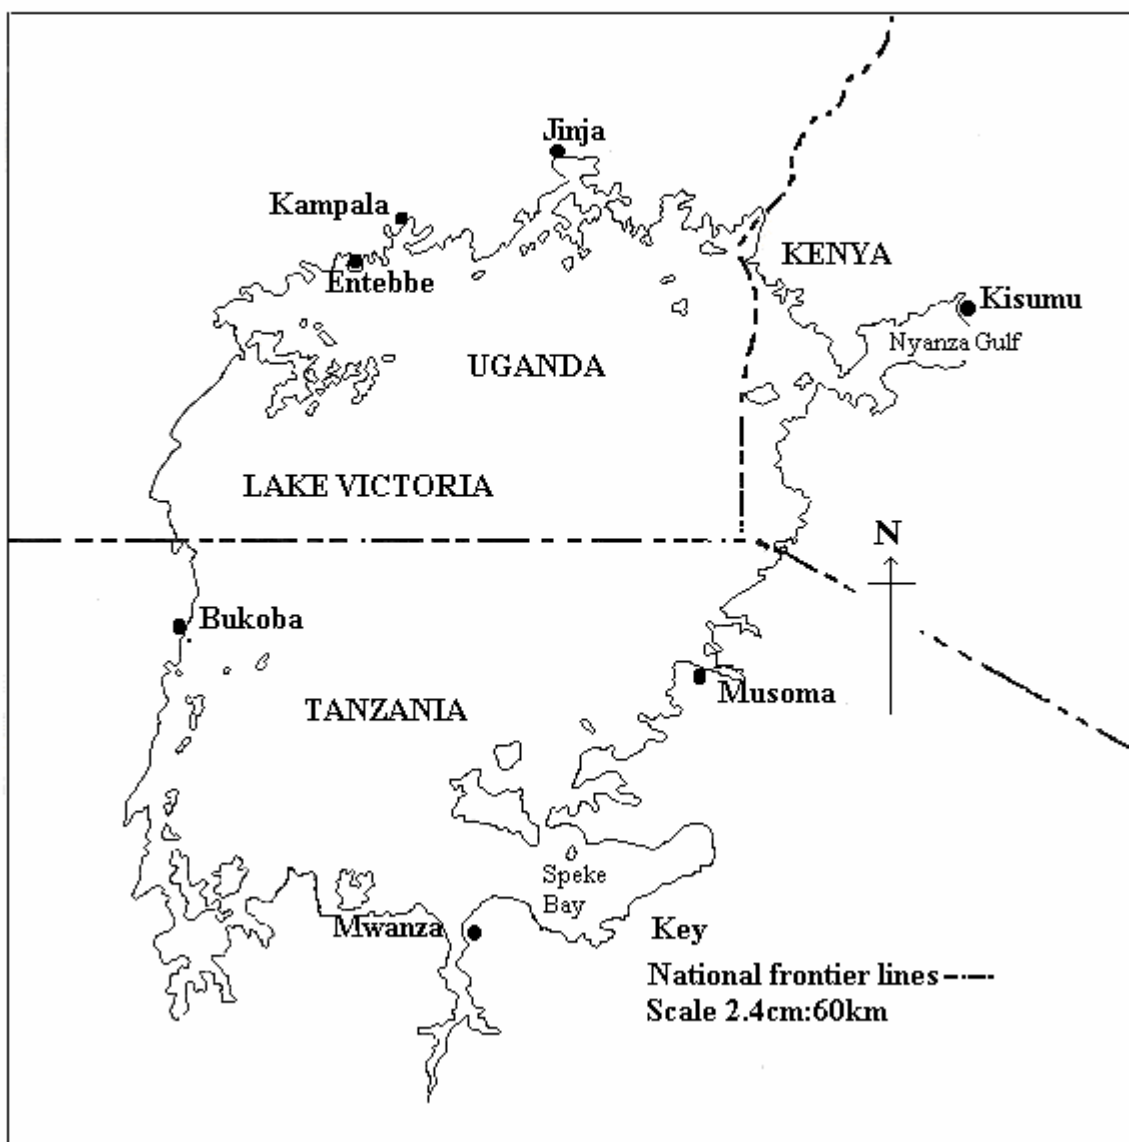 Jinja
Kampala
Entebbe
KENYA
Kisumu
Nyanza Gulf
UGANDA
LAKE VICTORIA
N
Bukoba
TANZANIA
Musoma
Speke
Bay
Mwanza
Key
National frontier lines
Scale 2.4cm:60km